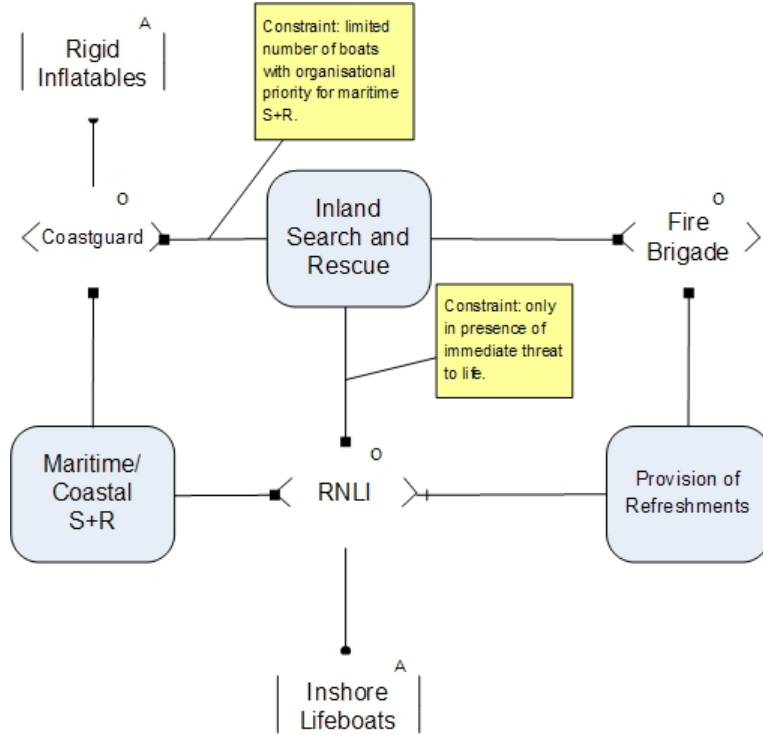 A
Rigid
Inflatables
Constraint: limited
number of boats
with organisational
priority for maritime
S+R.
O
Coastguard
Inland
Search and
Rescue
O
Fire
Brigade
Constraint: only
in presence of
immediate threat
to life.
Maritime/
Coastal
S+R
O
RNLI
Provision of
Refreshments
A
Inshore
Lifeboats